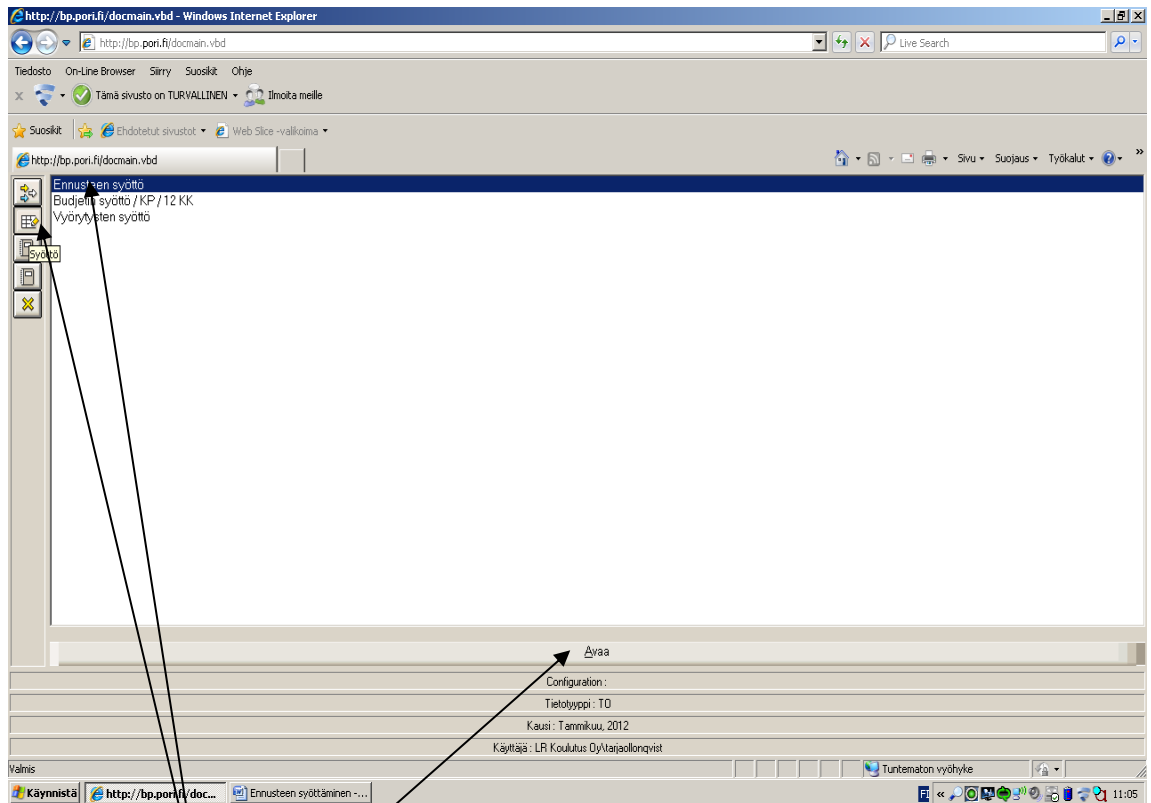 http://bp.pori.fi/docmain.vbd - Windows Internet Explorer
http://bp.pori.fi/docmain.vbd
Live Search
Tiedosto On-Line Browser Siirry Suosikit Ohje
x Tämä sivusto on TURVALLINEN Ilmoita meille
Suosikit Ehdotetut sivustot Web Slice -valikoima
http://bp.pori.fi/docmain.vbd
Sivu Suojaus Työkalut »
Ennusteen syöttö
Budjetin syöttö / KP / 12 KK
Vyörytysten syöttö
Syöttö
Avaa
Configuration :
Tietotyyppi : TO
Kausi : Tammikuu, 2012
Käyttäjä : LR Koulutus Oy\tarjaollonqvist
Valmis
Tuntematon vyöhyke
Käynnistä http://bp.pori.fi/doc... Ennusteen syöttäminen -...
FI « 11:05